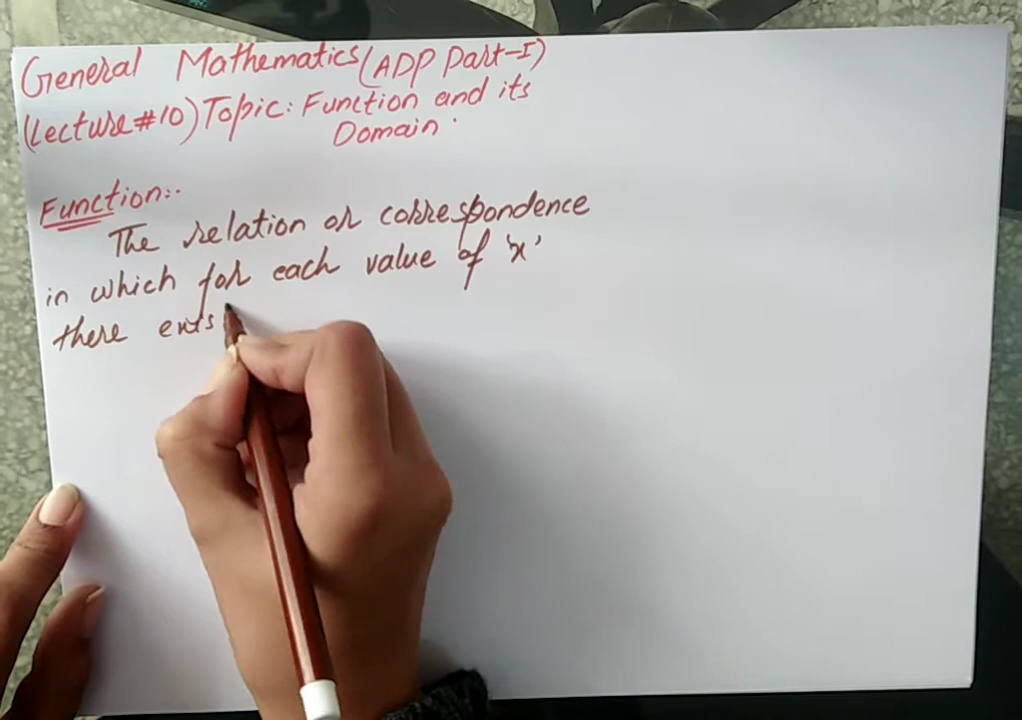 General Mathematics (ADP Part-I)
(Lecture#10) Topic: Function and its
Domain.
Function:-
The relation or correspondence
in which for each value of 'x'
there exis